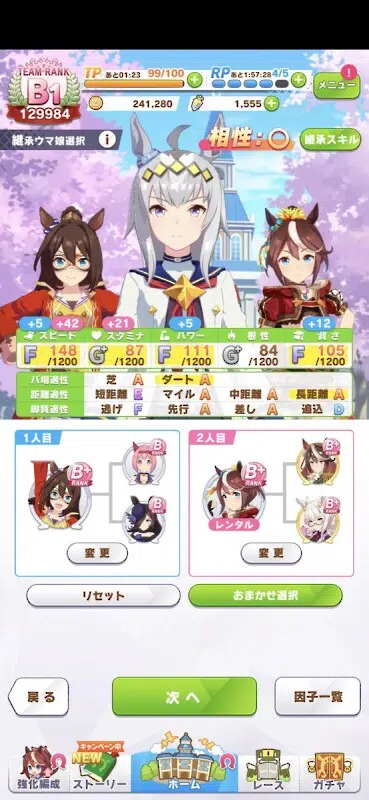 TEAM RANK
B1
129984
TP あと01:23 99/100
RP あと1:57:28 4/5
メニュー
241,280
1,555
継承ウマ娘選択
相性:○
継承スキル
+5 +42 +21 +5 +12
スピード スタミナ パワー 根性 賢さ
F 148 /1200 G+ 87 /1200 F 111 /1200 G+ 84 /1200 F 105 /1200
バ場適性 芝 A ダート A
距離適性 短距離 E マイル A 中距離 A 長距離 A
脚質適性 逃げ F 先行 A 差し A 追込 D
1人目
B+ RANK
変更
2人目
B+ RANK
レンタル
変更
リセット
おまかせ選択
戻る
次へ
因子一覧
強化編成
キャンペーン中
NEW
ストーリー
ホーム
レース
ガチャ